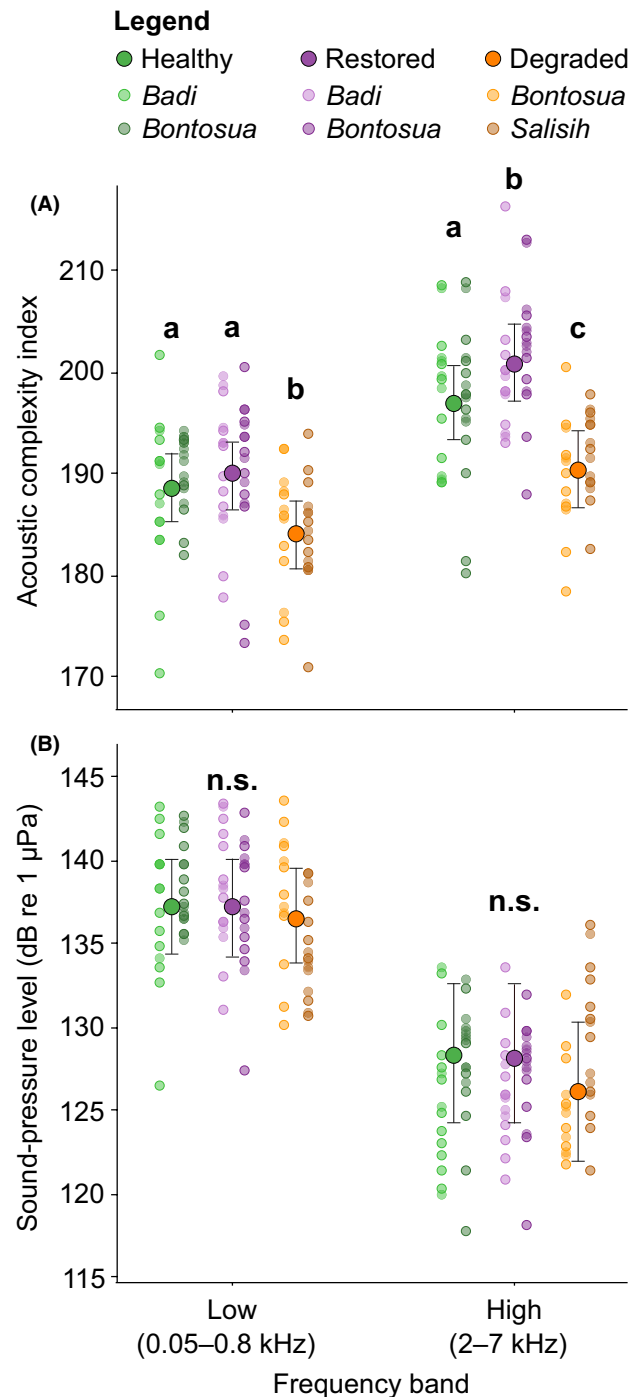 Legend
Healthy Restored Degraded
Badi Badi Bontosua
Bontosua Bontosua Salisih
(A)
Acoustic complexity index
210
200
190
180
170
a a b a b c
(B)
Sound-pressure level (dB re 1 µPa)
145
140
135
130
125
120
115
n.s. n.s.
Low High
(0.05–0.8 kHz) (2–7 kHz)
Frequency band